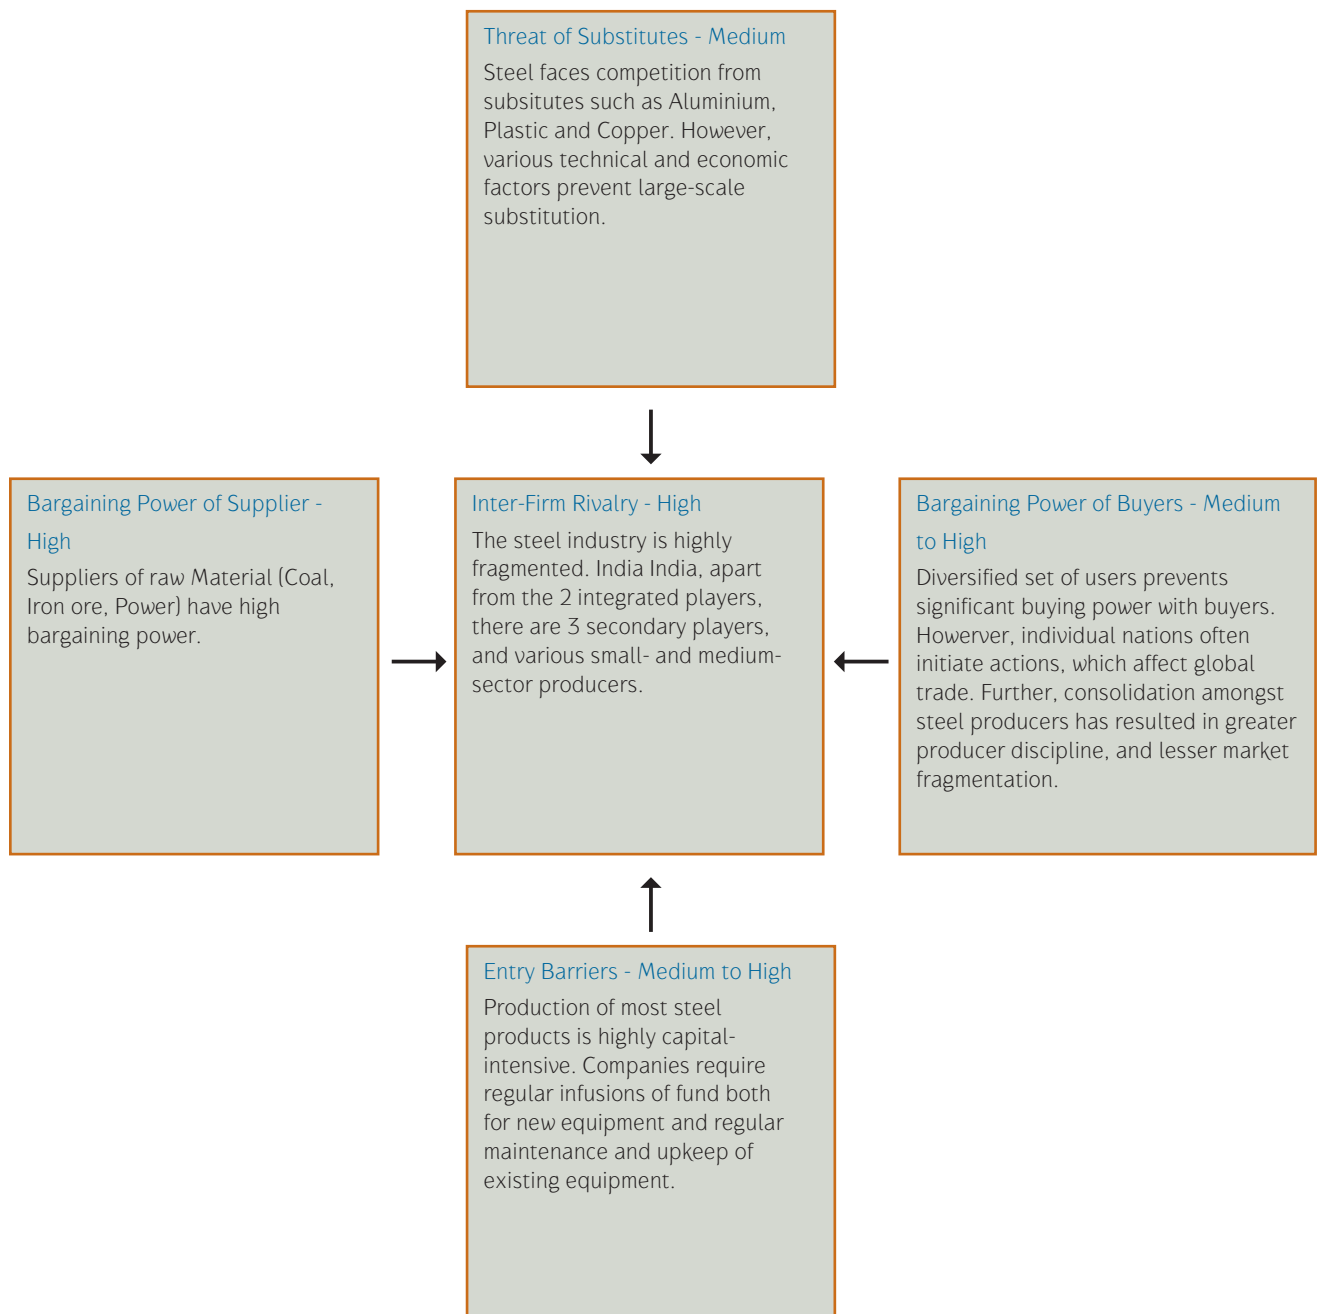 Threat of Substitutes - Medium
Steel faces competition from
subsitutes such as Aluminium,
Plastic and Copper. However,
various technical and economic
factors prevent large-scale
substitution.
Bargaining Power of Supplier -
High
Suppliers of raw Material (Coal,
Iron ore, Power) have high
bargaining power.
Inter-Firm Rivalry - High
The steel industry is highly
fragmented. India India, apart
from the 2 integrated players,
there are 3 secondary players,
and various small- and medium-
sector producers.
Bargaining Power of Buyers - Medium
to High
Diversified set of users prevents
significant buying power with buyers.
Howerver, individual nations often
initiate actions, which affect global
trade. Further, consolidation amongst
steel producers has resulted in greater
producer discipline, and lesser market
fragmentation.
Entry Barriers - Medium to High
Production of most steel
products is highly capital-
intensive. Companies require
regular infusions of fund both
for new equipment and regular
maintenance and upkeep of
existing equipment.